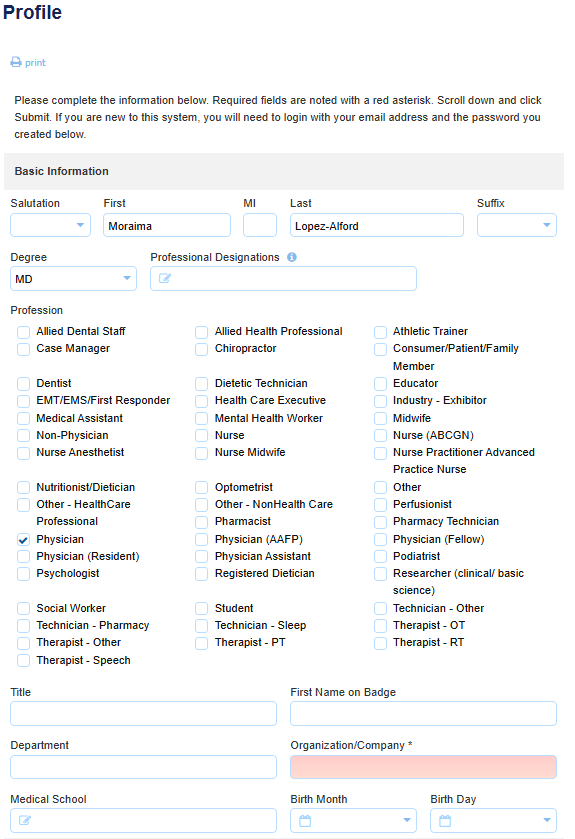 Profile
print
Please complete the information below. Required fields are noted with a red asterisk. Scroll down and click
Submit. If you are new to this system, you will need to login with your email address and the password you
created below.
Basic Information
Salutation First MI Last Suffix
Moraima Lopez-Alford
Degree Professional Designations
MD
Profession
Allied Dental Staff Allied Health Professional Athletic Trainer
Case Manager Chiropractor Consumer/Patient/Family
Member
Dentist Dietetic Technician Educator
EMT/EMS/First Responder Health Care Executive Industry - Exhibitor
Medical Assistant Mental Health Worker Midwife
Non-Physician Nurse Nurse (ABCGN)
Nurse Anesthetist Nurse Midwife Nurse Practitioner Advanced
Practice Nurse
Nutritionist/Dietician Optometrist Other
Other - HealthCare Other - NonHealth Care Perfusionist
Professional Pharmacist Pharmacy Technician
Physician Physician (AAFP) Physician (Fellow)
Physician (Resident) Physician Assistant Podiatrist
Psychologist Registered Dietician Researcher (clinical/ basic
science)
Social Worker Student Technician - Other
Technician - Pharmacy Technician - Sleep Therapist - OT
Therapist - Other Therapist - PT Therapist - RT
Therapist - Speech
Title First Name on Badge
Department Organization/Company *
Medical School Birth Month Birth Day